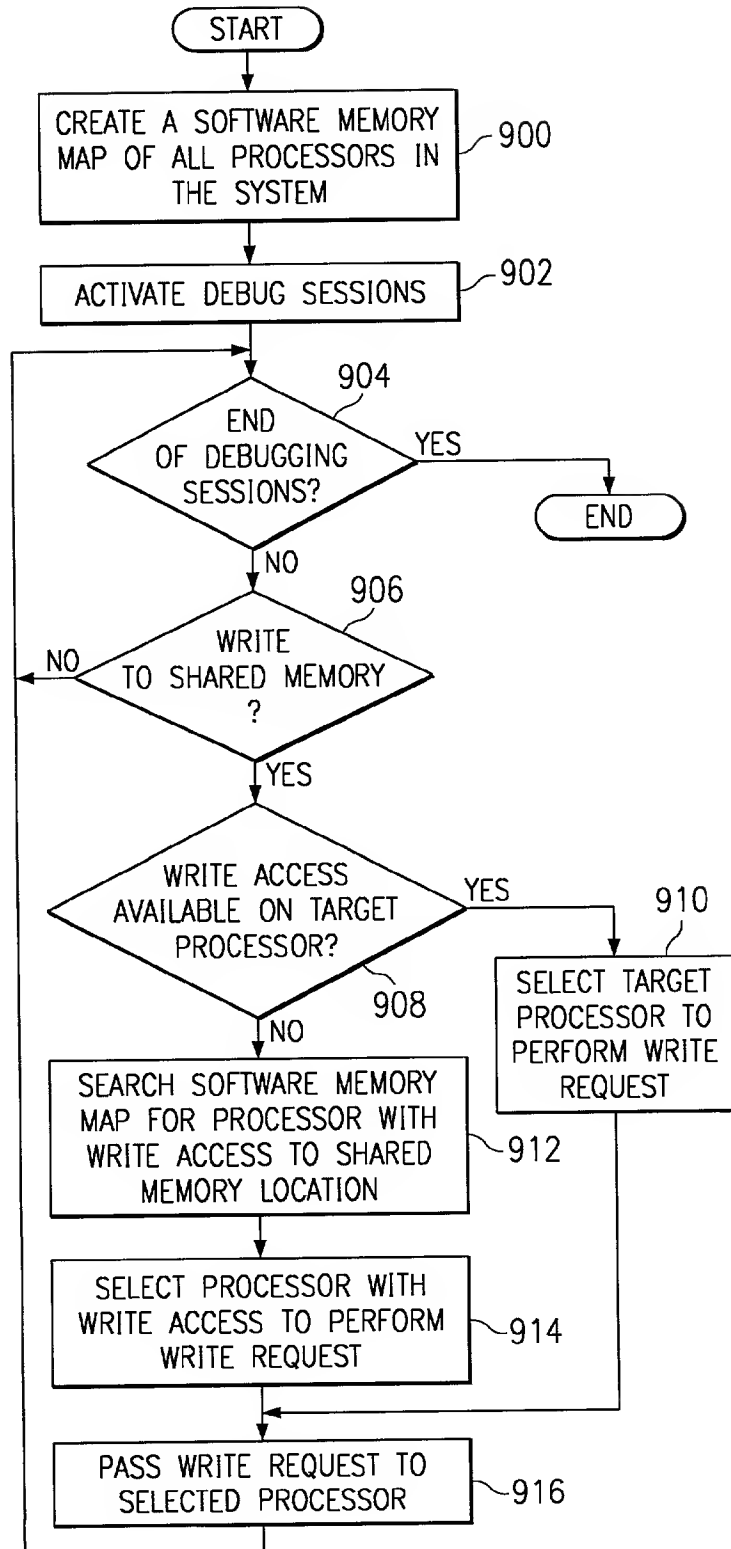 START
CREATE A SOFTWARE MEMORY
MAP OF ALL PROCESSORS IN
THE SYSTEM
900
ACTIVATE DEBUG SESSIONS
902
904
END
OF DEBUGGING
SESSIONS?
YES
END
NO
906
WRITE
TO SHARED MEMORY
?
NO
YES
WRITE ACCESS
AVAILABLE ON TARGET
PROCESSOR?
YES
908
910
SELECT TARGET
PROCESSOR TO
PERFORM WRITE
REQUEST
NO
SEARCH SOFTWARE MEMORY
MAP FOR PROCESSOR WITH
WRITE ACCESS TO SHARED
MEMORY LOCATION
912
SELECT PROCESSOR WITH
WRITE ACCESS TO PERFORM
WRITE REQUEST
914
PASS WRITE REQUEST TO
SELECTED PROCESSOR
916